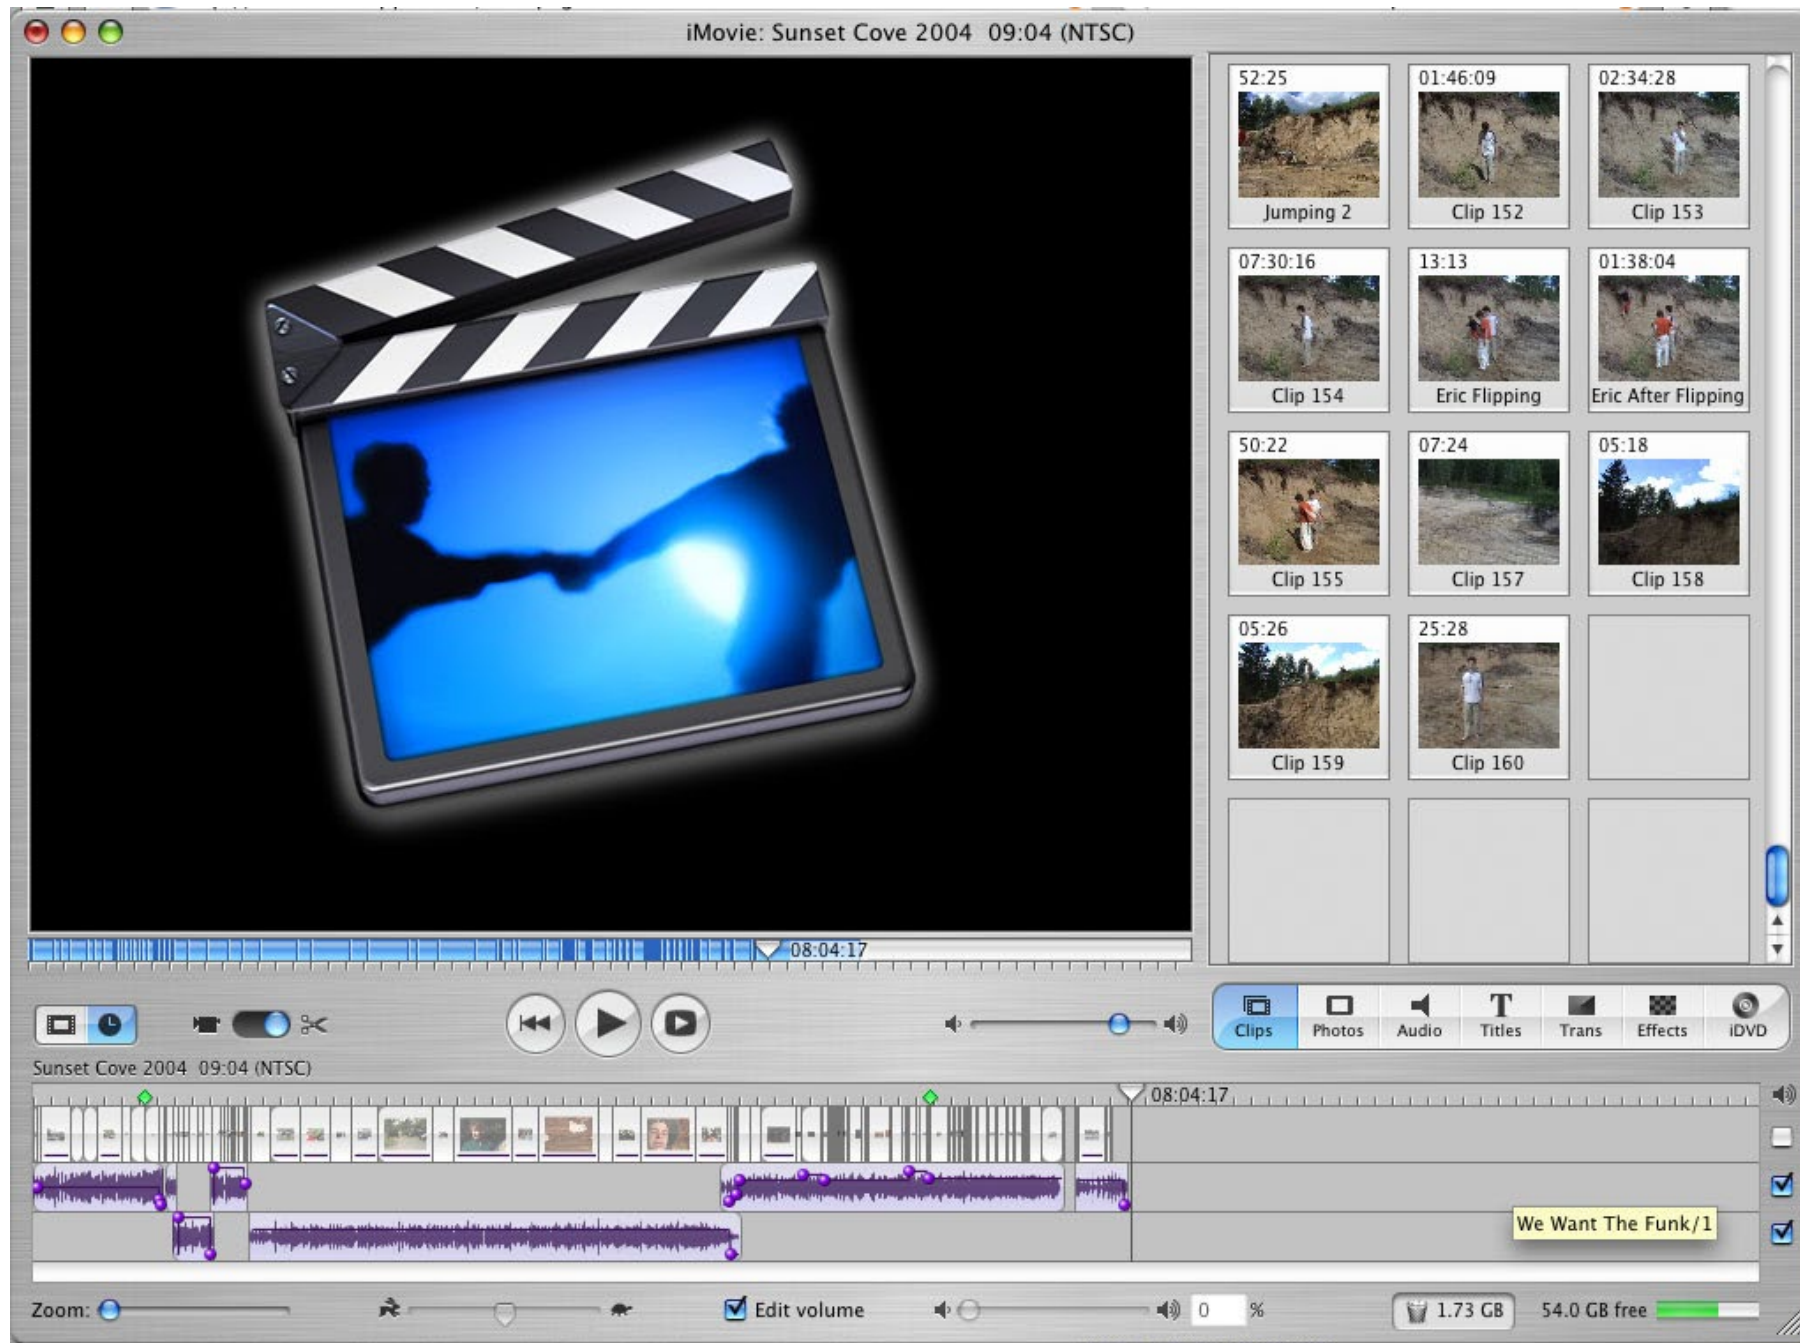 iMovie: Sunset Cove 2004 09:04 (NTSC)
52:25
01:46:09
02:34:28
Jumping 2
Clip 152
Clip 153
07:30:16
13:13
01:38:04
Clip 154
Eric Flipping
Eric After Flipping
50:22
07:24
05:18
Clip 155
Clip 157
Clip 158
05:26
25:28
Clip 159
Clip 160
08:04:17
Clips
Photos
Audio
T
Titles
Trans
Effects
iDVD
Sunset Cove 2004 09:04 (NTSC)
08:04:17
We Want The Funk/1
Zoom:
Edit volume
0 %
1.73 GB
54.0 GB free